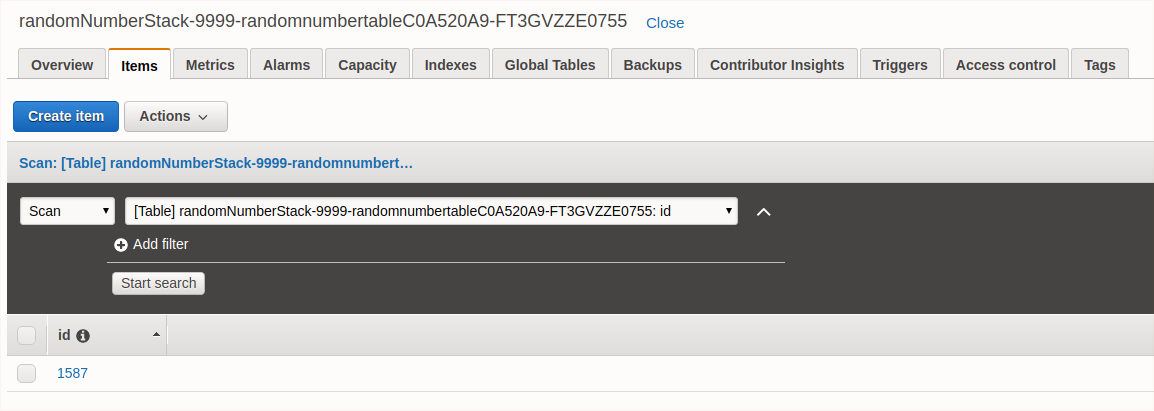 randomNumberStack-9999-randomnumbertableC0A520A9-FT3GVZZE0755 Close
Overview Items Metrics Alarms Capacity Indexes Global Tables Backups Contributor Insights Triggers Access control Tags
Create item Actions
Scan: [Table] randomNumberStack-9999-randomnumbert…
Scan [Table] randomNumberStack-9999-randomnumbertableC0A520A9-FT3GVZZE0755: id
Add filter
Start search
id
1587